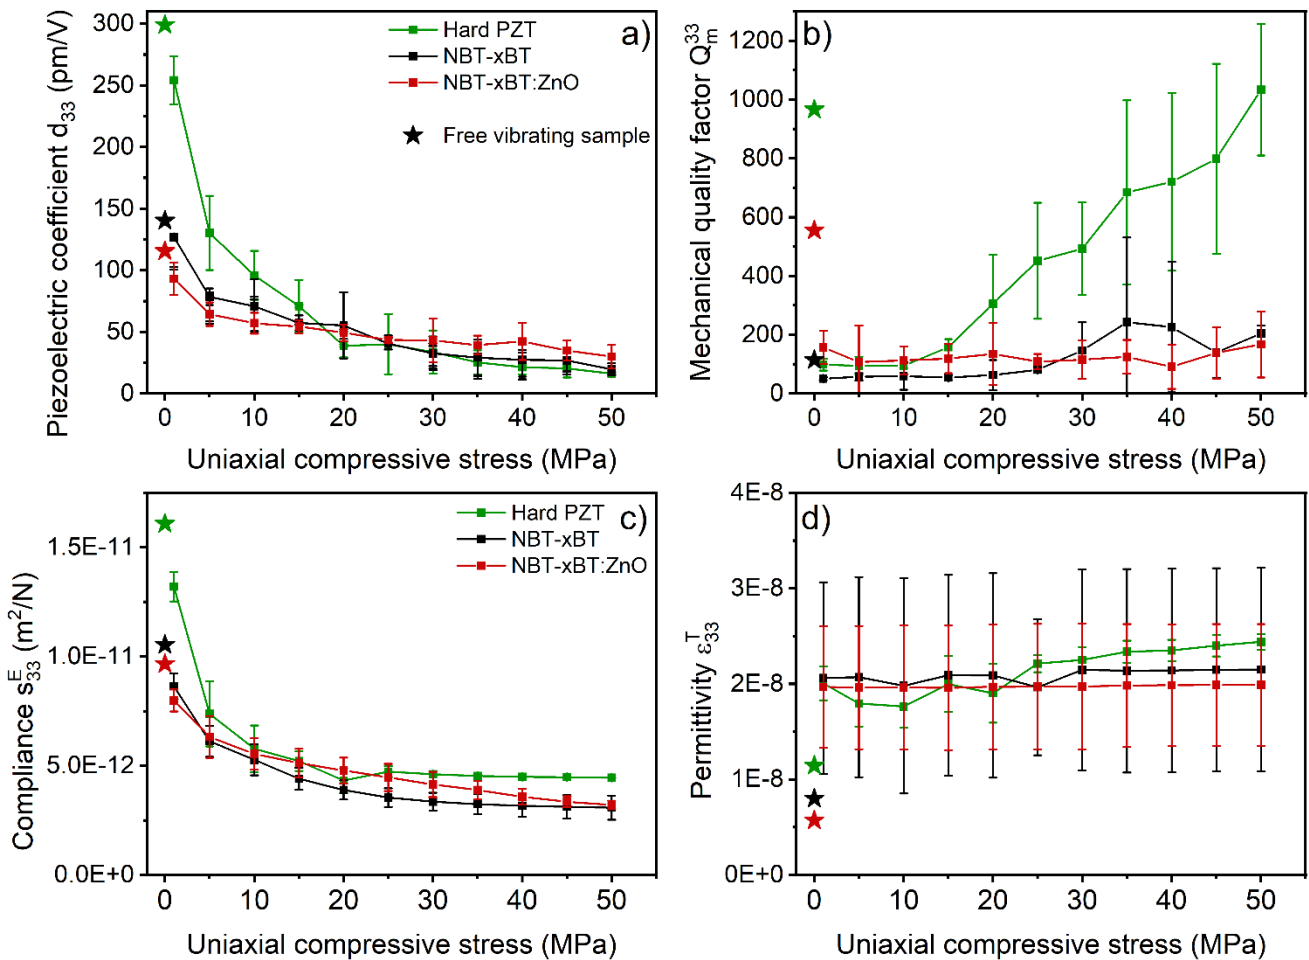 a)
Piezoelectric coefficient d33 (pm/V)
300
250
200
150
100
50
0
Hard PZT
NBT-xBT
NBT-xBT:ZnO
Free vibrating sample
0 10 20 30 40 50
Uniaxial compressive stress (MPa)
b)
Mechanical quality factor Q33m
1200
1000
800
600
400
200
0
0 10 20 30 40 50
Uniaxial compressive stress (MPa)
c)
Compliance sE33 (m2/N)
1.5E-11
1.0E-11
5.0E-12
0.0E+0
Hard PZT
NBT-xBT
NBT-xBT:ZnO
0 10 20 30 40 50
Uniaxial compressive stress (MPa)
d)
Permittivity εT33
4E-8
3E-8
2E-8
1E-8
0E+0
0 10 20 30 40 50
Uniaxial compressive stress (MPa)